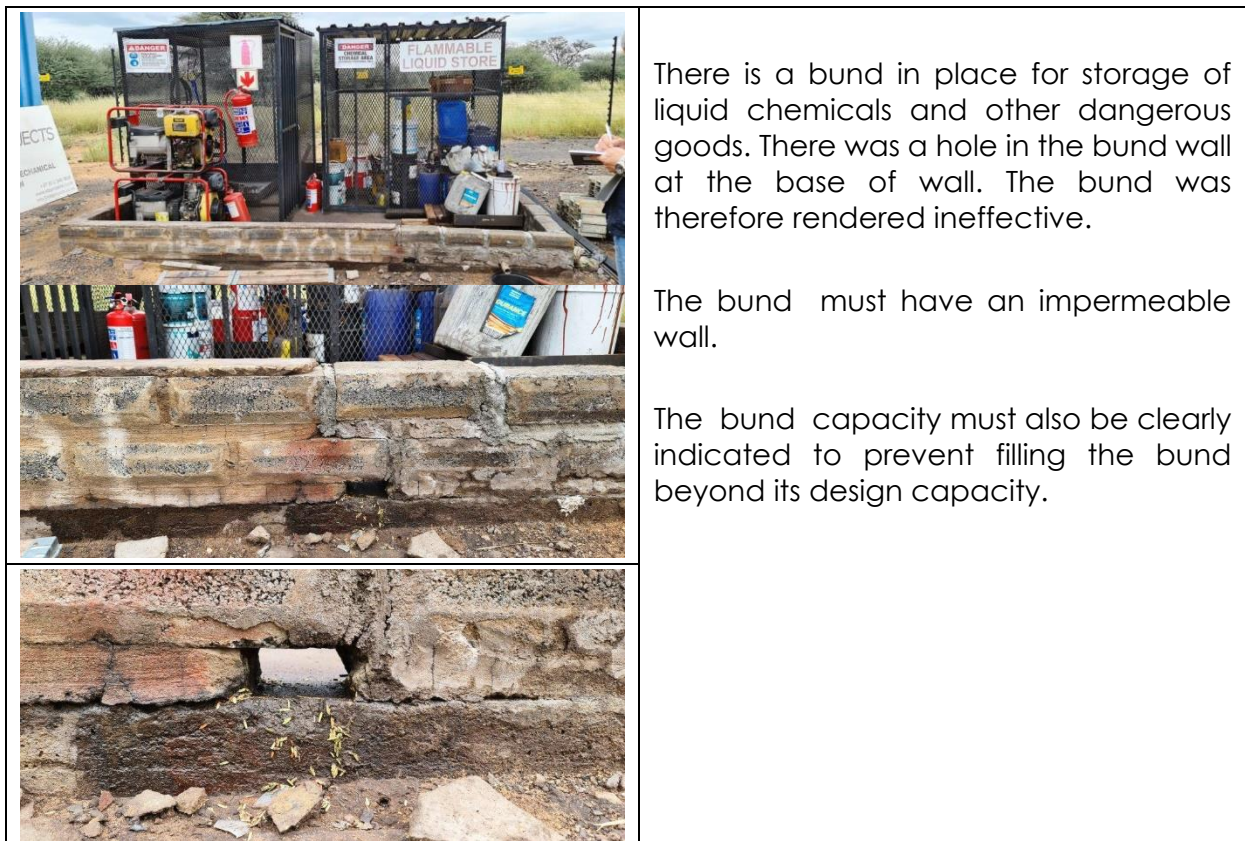 DANGER
DANGER
CHEMICAL
STORAGE AREA
FLAMMABLE
LIQUID STORE
JECTS
There is a bund in place for storage of
liquid chemicals and other dangerous
goods. There was a hole in the bund wall
at the base of wall. The bund was
therefore rendered ineffective.
The bund must have an impermeable
wall.
The bund capacity must also be clearly
indicated to prevent filling the bund
beyond its design capacity.